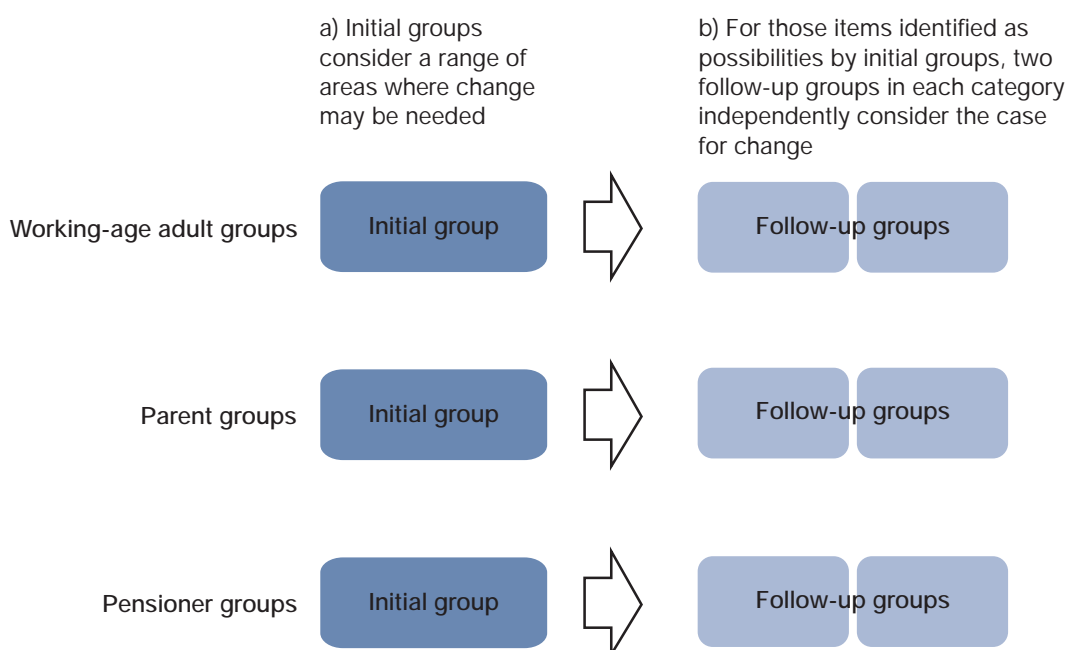 a) Initial groups
consider a range of
areas where change
may be needed
b) For those items identified as
possibilities by initial groups, two
follow-up groups in each category
independently consider the case
for change
Working-age adult groups
Initial group
Follow-up groups
Parent groups
Initial group
Follow-up groups
Pensioner groups
Initial group
Follow-up groups